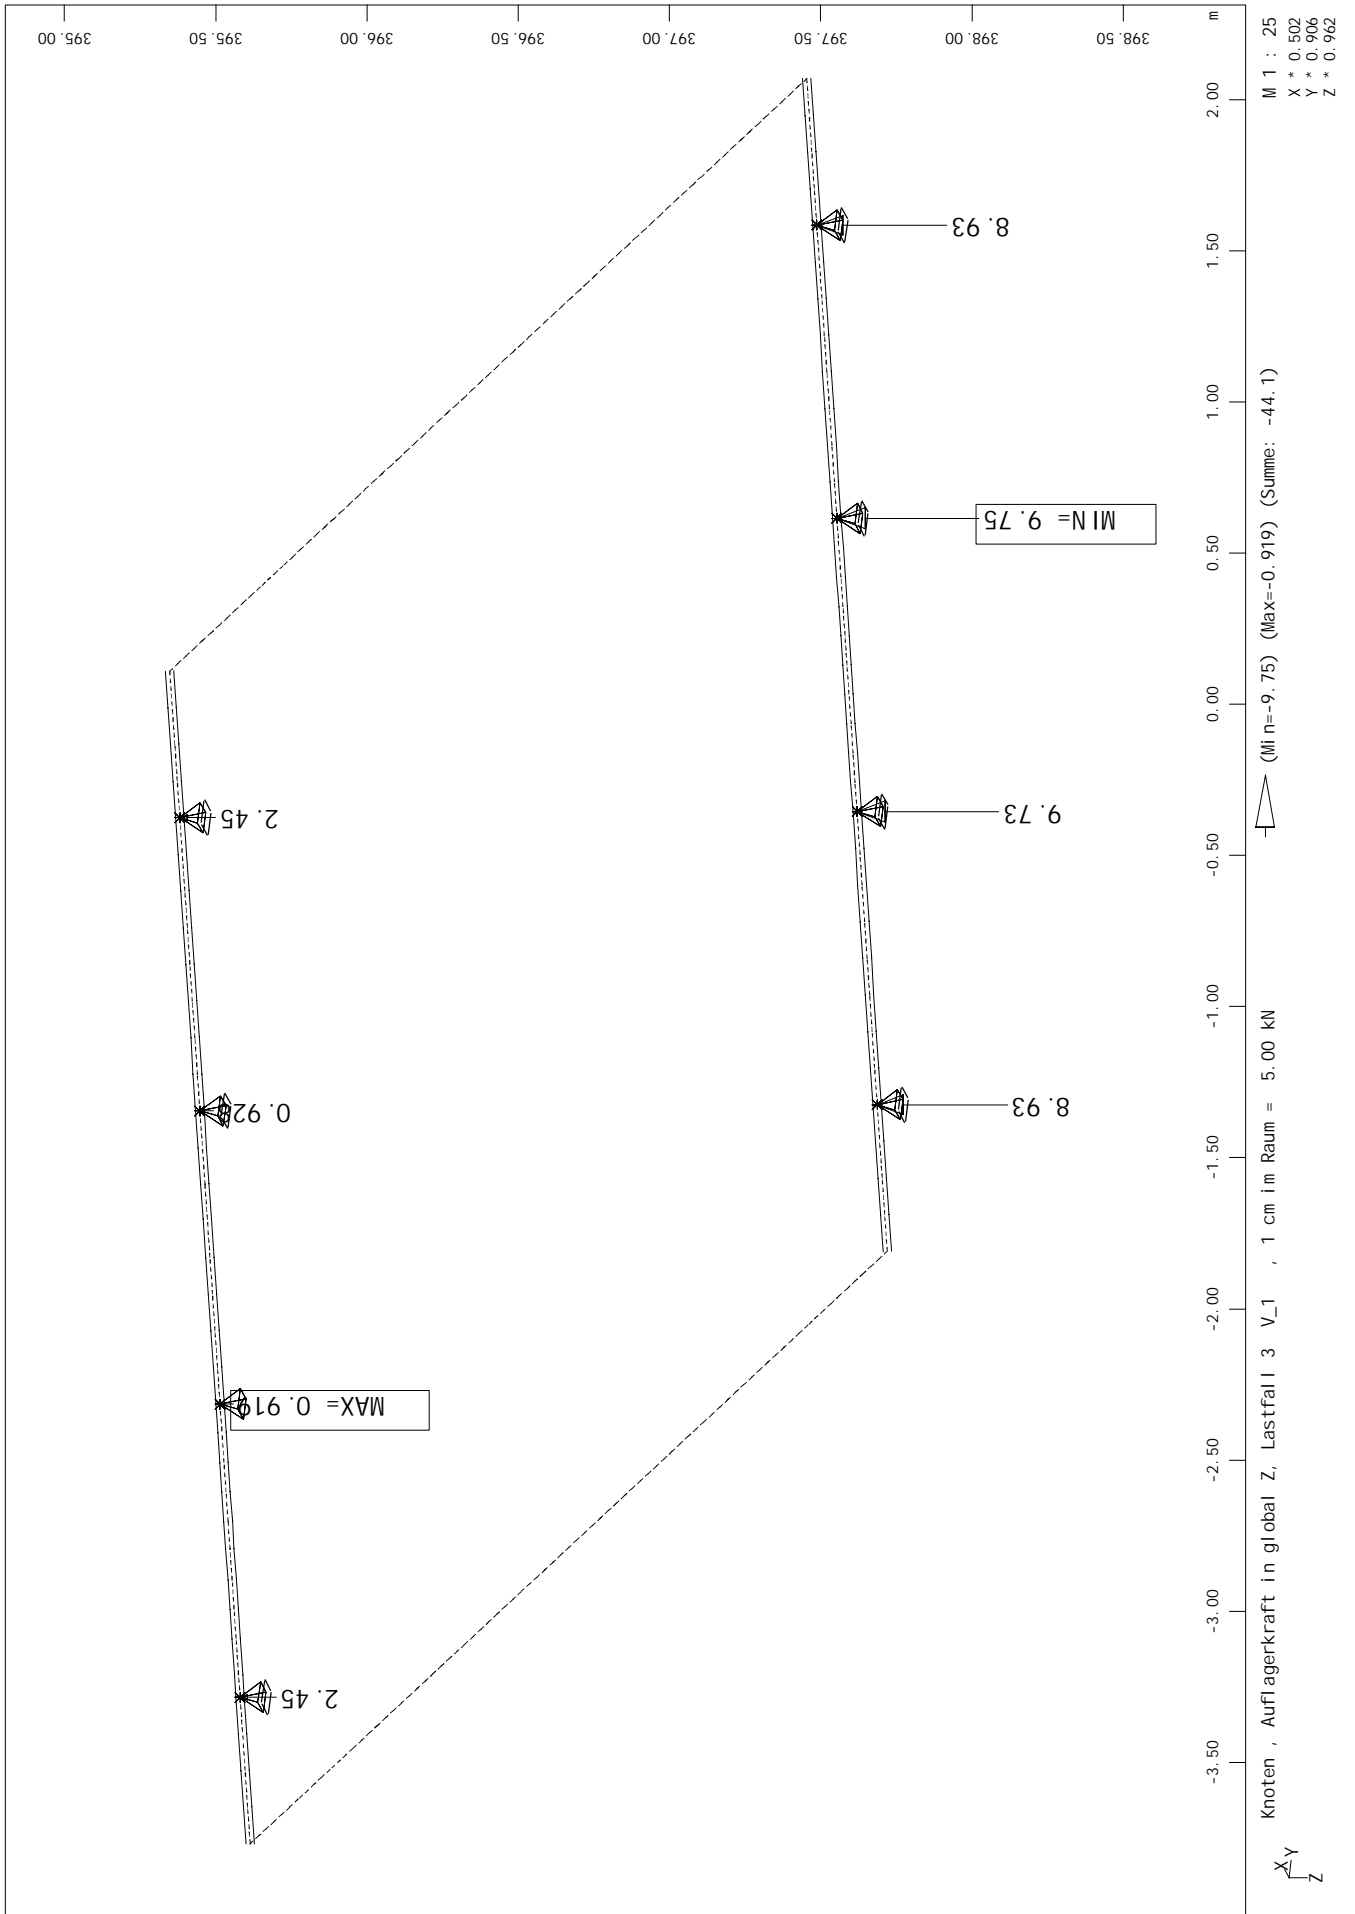 395.00
395.50
396.00
396.50
397.00
397.50
398.00
398.50
m
2.45
MAX= 0.919
0.928
2.45
8.93
9.73
MIN= 9.75
8.93
-3.50
-3.00
-2.50
-2.00
-1.50
-1.00
-0.50
0.00
0.50
1.00
1.50
2.00
Knoten , Auflagerkraft in global Z, Lastfall 3 V_1 , 1 cm im Raum = 5.00 kN (Min=-9.75) (Max=-0.919) (Summe: -44.1)
M 1 : 25
X * 0.502
Y * 0.906
Z * 0.962
X
Y
Z